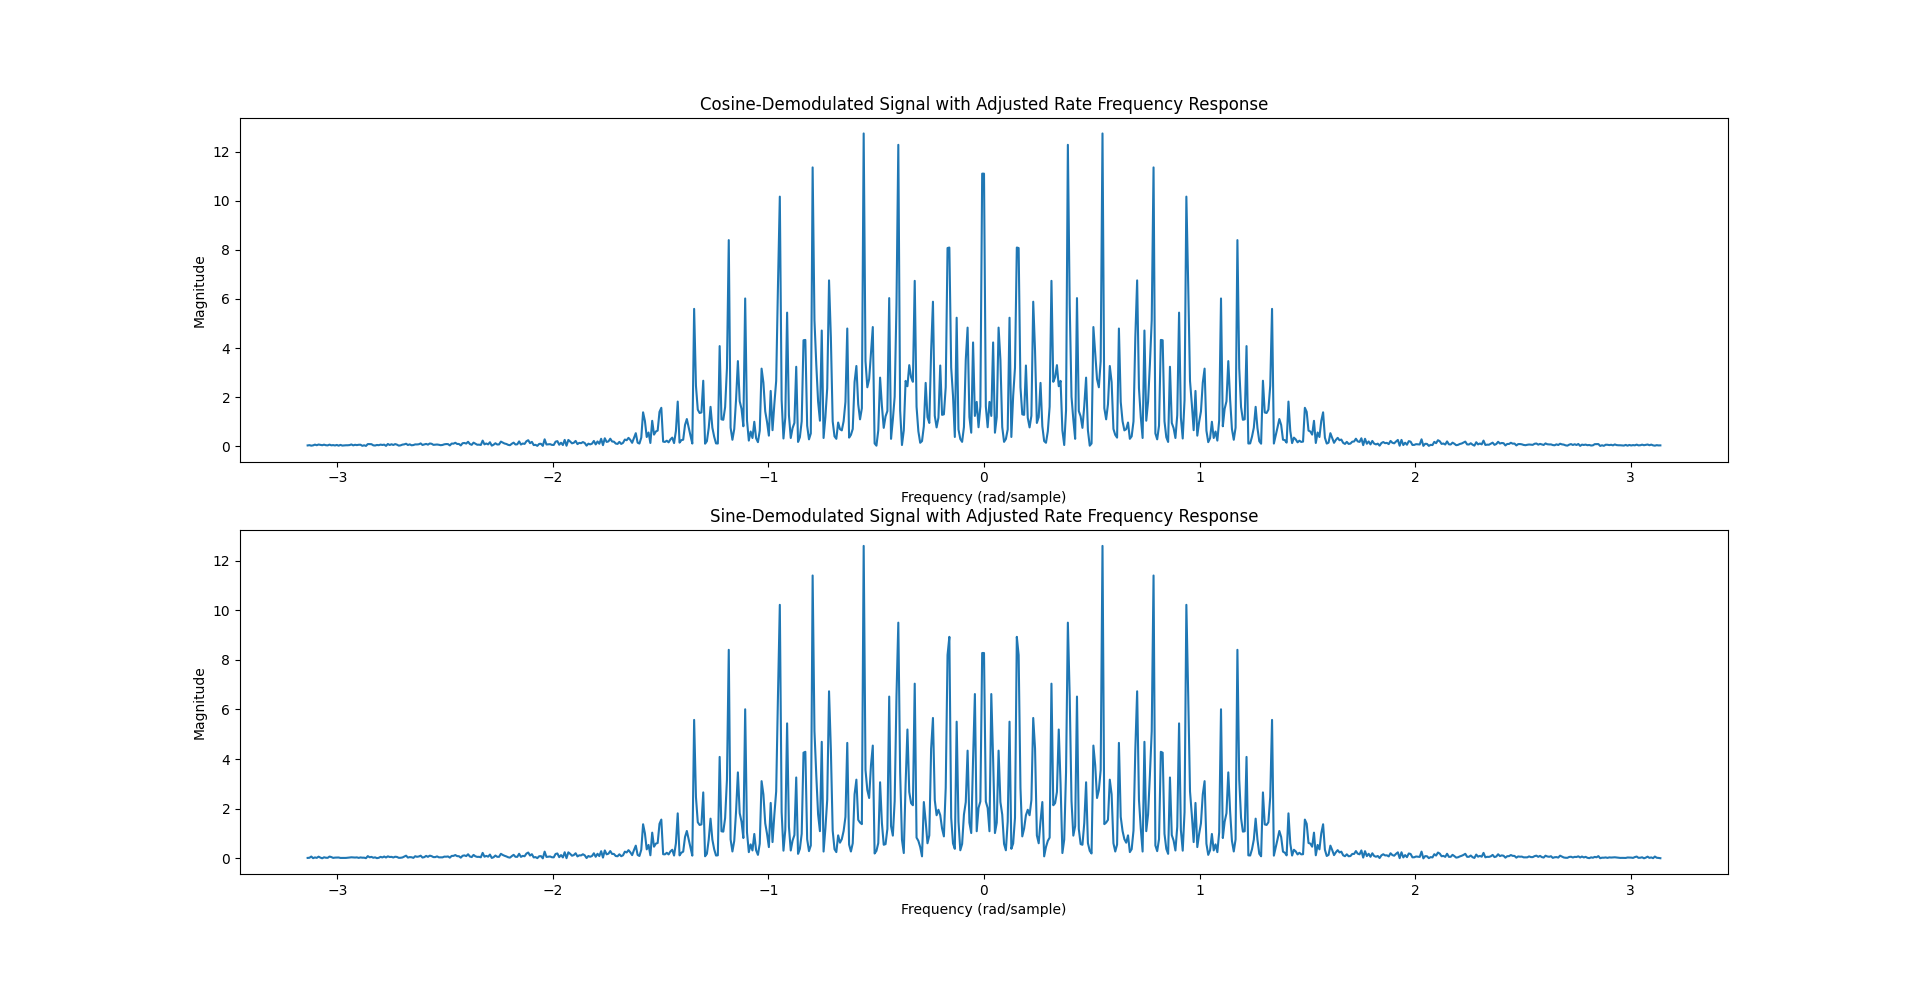 Cosine-Demodulated Signal with Adjusted Rate Frequency Response
12
10
8
6
4
2
0
Magnitude
−3 −2 −1 0 1 2 3
Frequency (rad/sample)
Sine-Demodulated Signal with Adjusted Rate Frequency Response
12
10
8
6
4
2
0
Magnitude
−3 −2 −1 0 1 2 3
Frequency (rad/sample)